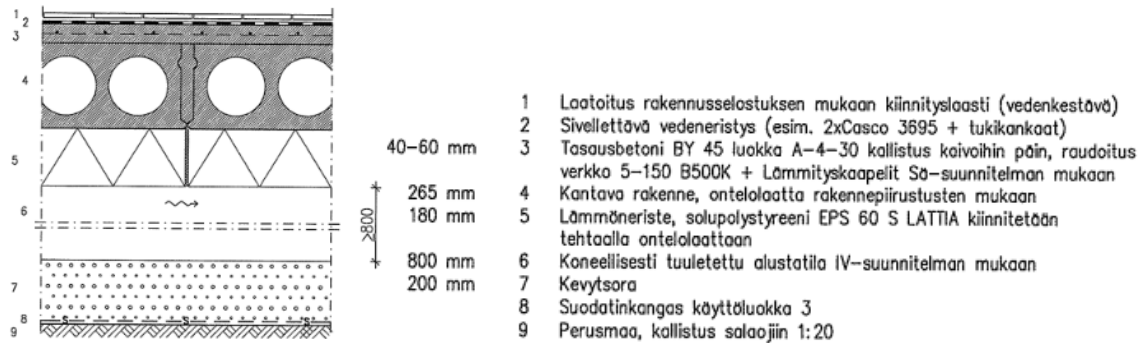 1
2
3
4
5
6
7
8
9
≥800
S S S
1 Laatoitus rakennusselostuksen mukaan kiinnityslaasti (vedenkestävä)
2 Sivellettävä vedeneristys (esim. 2xCasco 3695 + tukikankaat)
40-60 mm 3 Tasausbetoni BY 45 luokka A-4-30 kallistus kaivoihin päin, raudoitus
verkko 5-150 B500K + Lämmityskaapelit Sä-suunnitelman mukaan
265 mm 4 Kantava rakenne, ontelolaatta rakennepiirustusten mukaan
180 mm 5 Lämmöneriste, solupolystyreeni EPS 60 S LATTIA kiinnitetään
tehtaalla ontelolaattaan
800 mm 6 Koneellisesti tuuletettu alustatila IV-suunnitelman mukaan
200 mm 7 Kevytsora
8 Suodatinkangas käyttöluokka 3
9 Perusmaa, kallistus salaojiin 1:20